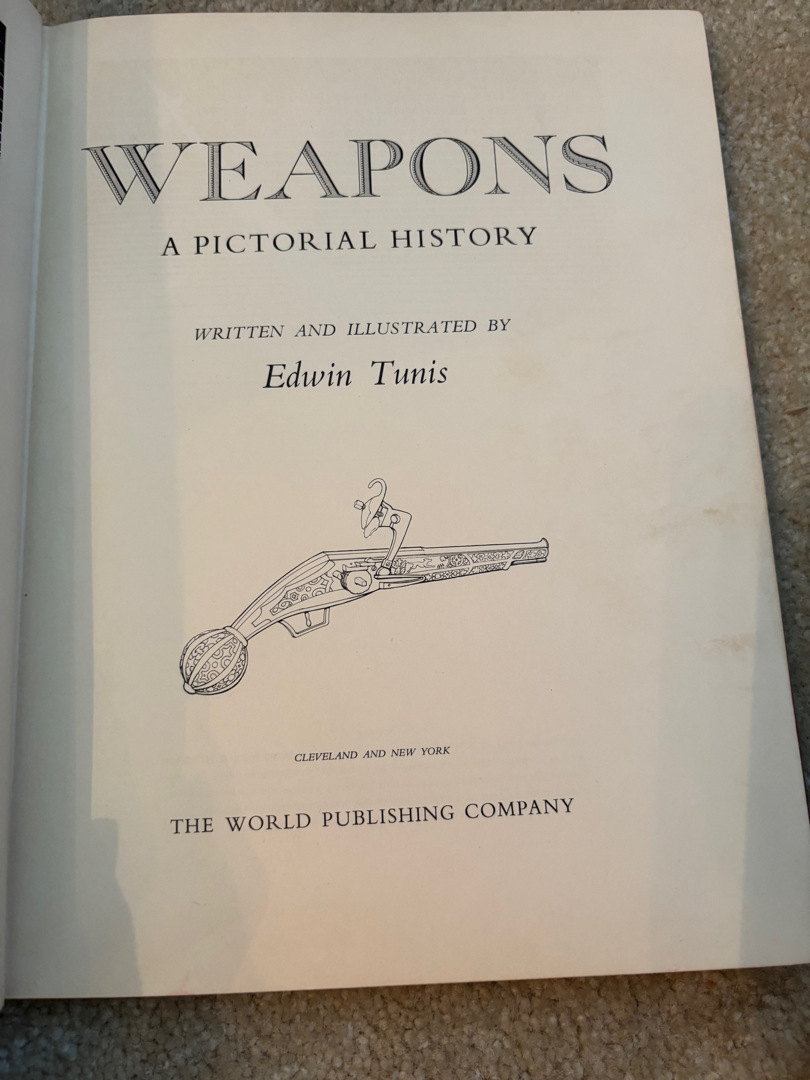 WEAPONS
A PICTORIAL HISTORY
WRITTEN AND ILLUSTRATED BY
Edwin Tunis
CLEVELAND AND NEW YORK
THE WORLD PUBLISHING COMPANY